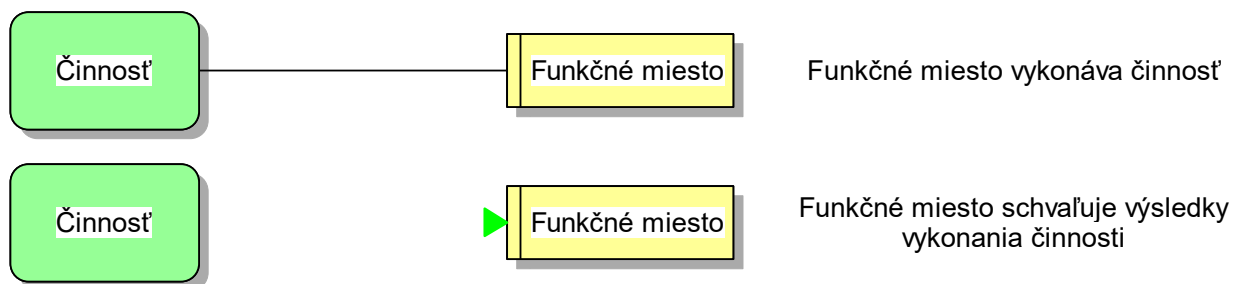 Činnosť
Funkčné miesto
Funkčné miesto vykonáva činnosť
Činnosť
Funkčné miesto
Funkčné miesto schvaľuje výsledky
vykonania činnosti